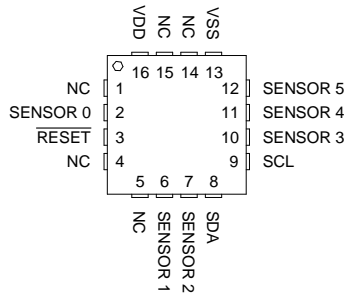 VDD NC NC VSS
16 15 14 13
NC 1 12 SENSOR 5
SENSOR 0 2 11 SENSOR 4
RESET 3 10 SENSOR 3
NC 4 9 SCL
5 6 7 8
NC SENSOR 1 SENSOR 2 SDA